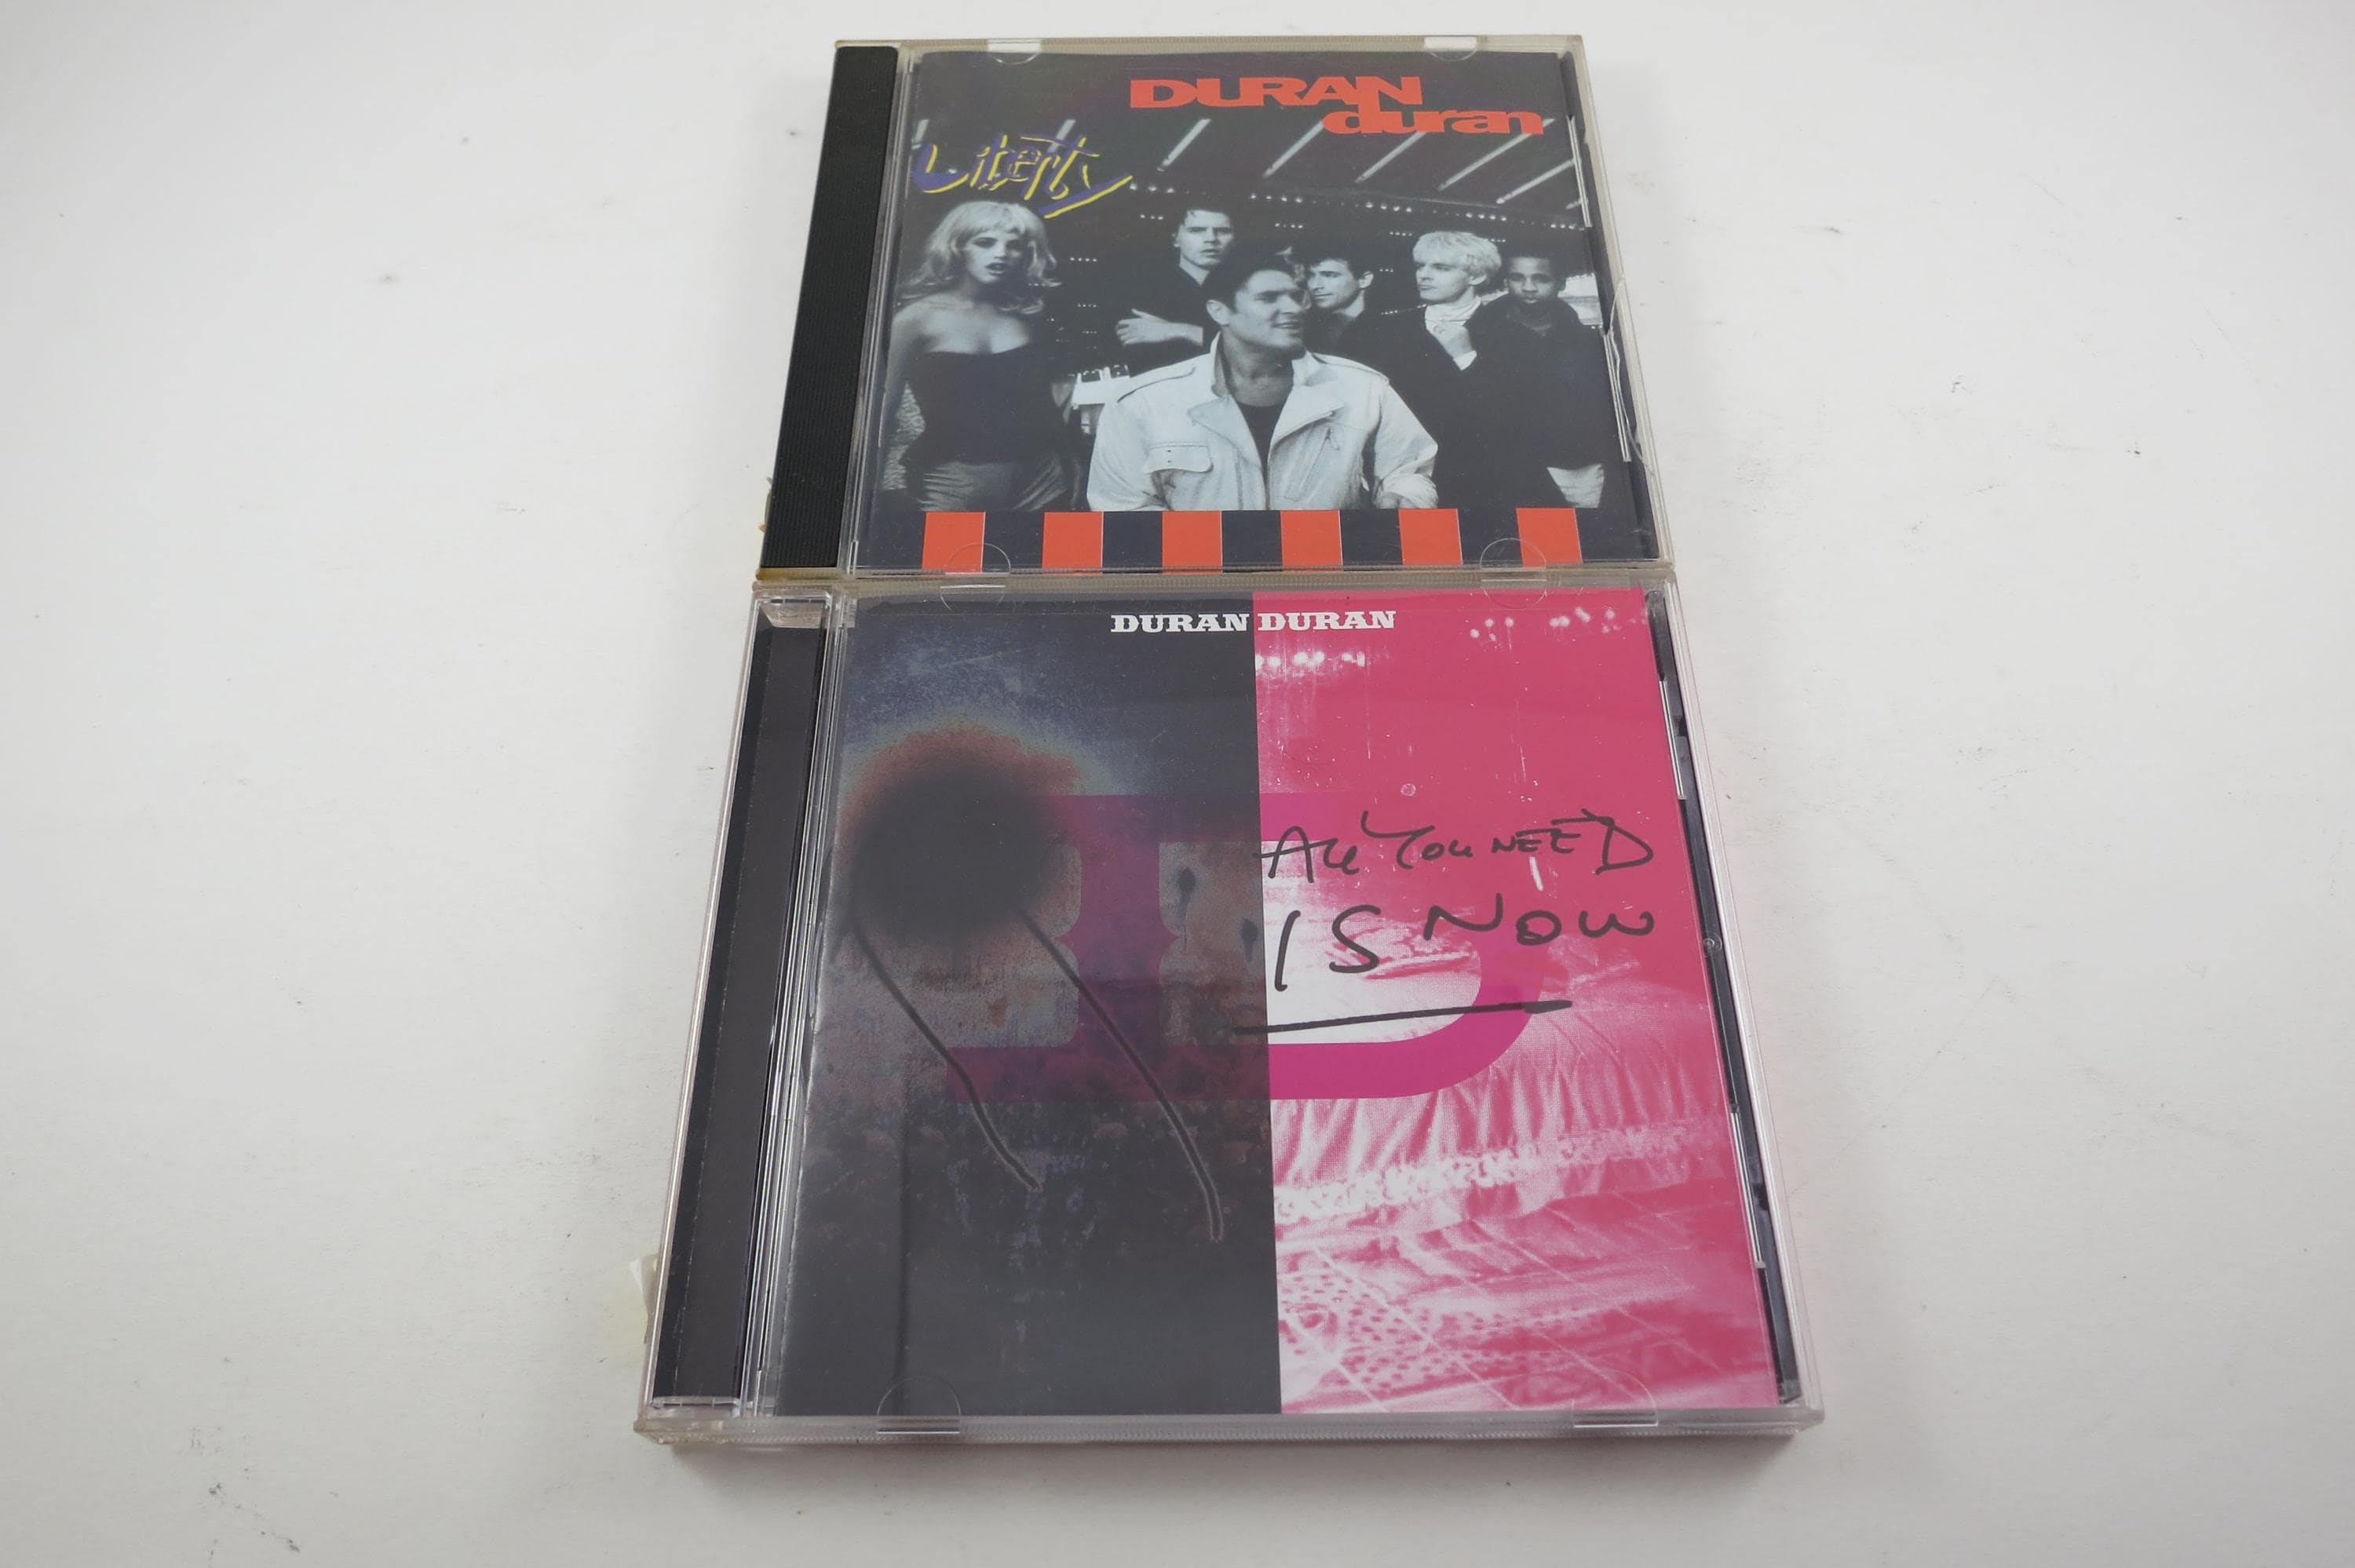 DURAN
duran
Liberty
DURAN DURAN
ALL YOU NEED
IS NOW